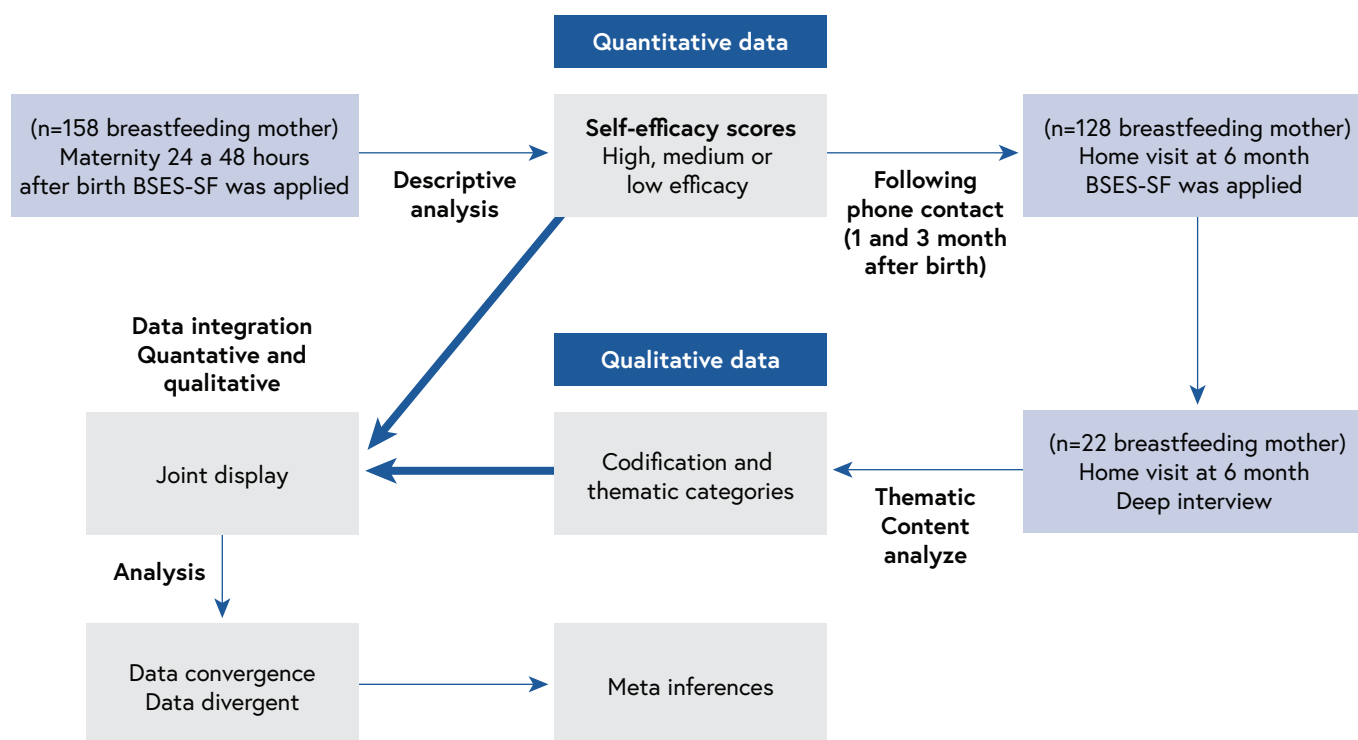 Quantitative data
(n=158 breastfeeding mother)
Maternity 24 a 48 hours
after birth BSES-SF was applied
Descriptive
analysis
Self-efficacy scores
High, medium or
low efficacy
Following
phone contact
(1 and 3 month
after birth)
(n=128 breastfeeding mother)
Home visit at 6 month
BSES-SF was applied
Data integration
Quantative and
qualitative
Qualitative data
Joint display
Codification and
thematic categories
Thematic
Content
analyze
(n=22 breastfeeding mother)
Home visit at 6 month
Deep interview
Analysis
Data convergence
Data divergent
Meta inferences